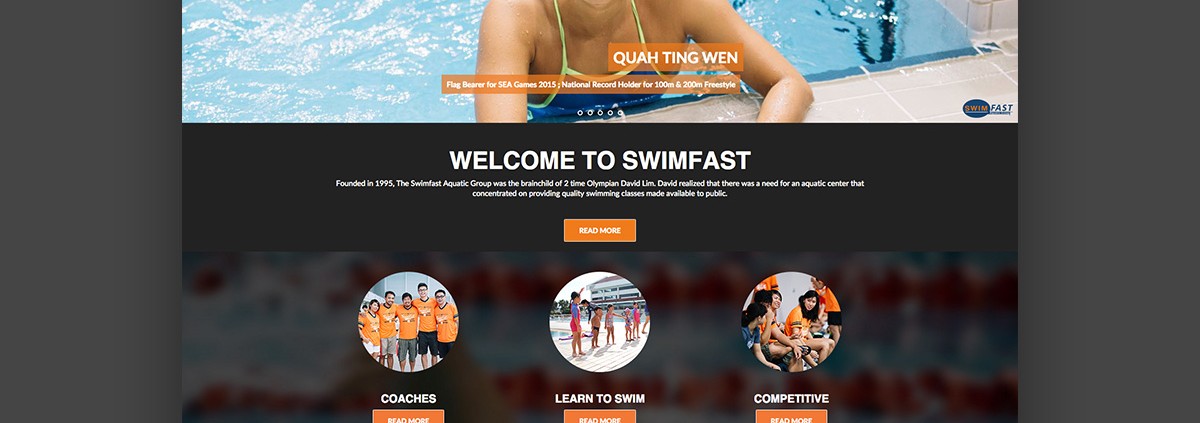 QUAH TING WEN
Flag Bearer for SEA Games 2015 ; National Record Holder for 100m & 200m Freestyle
SWIM FAST
WELCOME TO SWIMFAST
Founded in 1995, The Swimfast Aquatic Group was the brainchild of 2 time Olympian David Lim. David realized that there was a need for an aquatic center that
concentrated on providing quality swimming classes made available to public.
READ MORE
COACHES
LEARN TO SWIM
COMPETITIVE
READ MORE
READ MORE
READ MORE